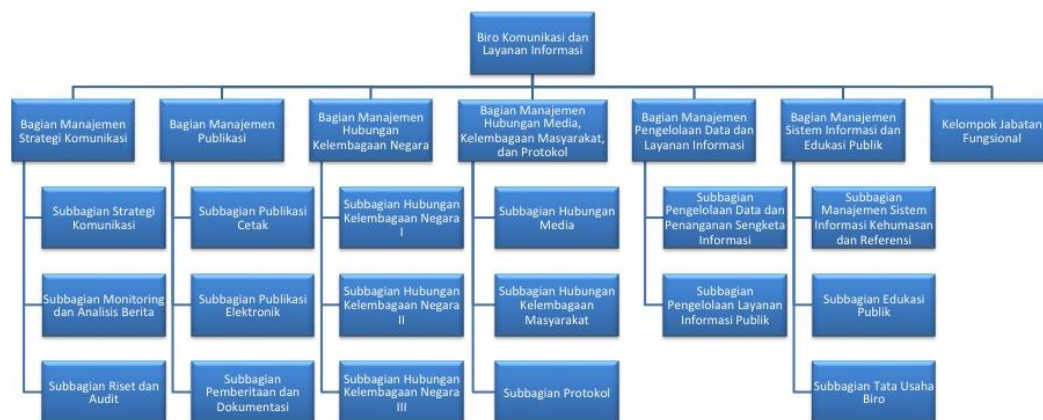 Biro Komunikasi dan
Layanan Informasi
Bagian Manajemen
Strategi Komunikasi
Bagian Manajemen
Publikasi
Bagian Manajemen
Hubungan
Kelembagaan Negara
Bagian Manajemen
Hubungan Media,
Kelembagaan Masyarakat,
dan Protokol
Bagian Manajemen
Pengelolaan Data dan
Layanan Informasi
Bagian Manajemen
Sistem Informasi dan
Edukasi Publik
Kelompok Jabatan
Fungsional
Subbagian Strategi
Komunikasi
Subbagian Publikasi
Cetak
Subbagian Hubungan
Kelembagaan Negara
I
Subbagian Hubungan
Media
Subbagian
Pengelolaan Data dan
Penanganan Sengketa
Informasi
Subbagian
Manajemen Sistem
Informasi Kehumasan
dan Referensi
Subbagian Monitoring
dan Analisis Berita
Subbagian Publikasi
Elektronik
Subbagian Hubungan
Kelembagaan Negara
II
Subbagian Hubungan
Kelembagaan
Masyarakat
Subbagian
Pengelolaan Layanan
Informasi Publik
Subbagian Edukasi
Publik
Subbagian Riset dan
Audit
Subbagian
Pemberitaan dan
Dokumentasi
Subbagian Hubungan
Kelembagaan Negara
III
Subbagian Protokol
Subbagian Tata Usaha
Biro